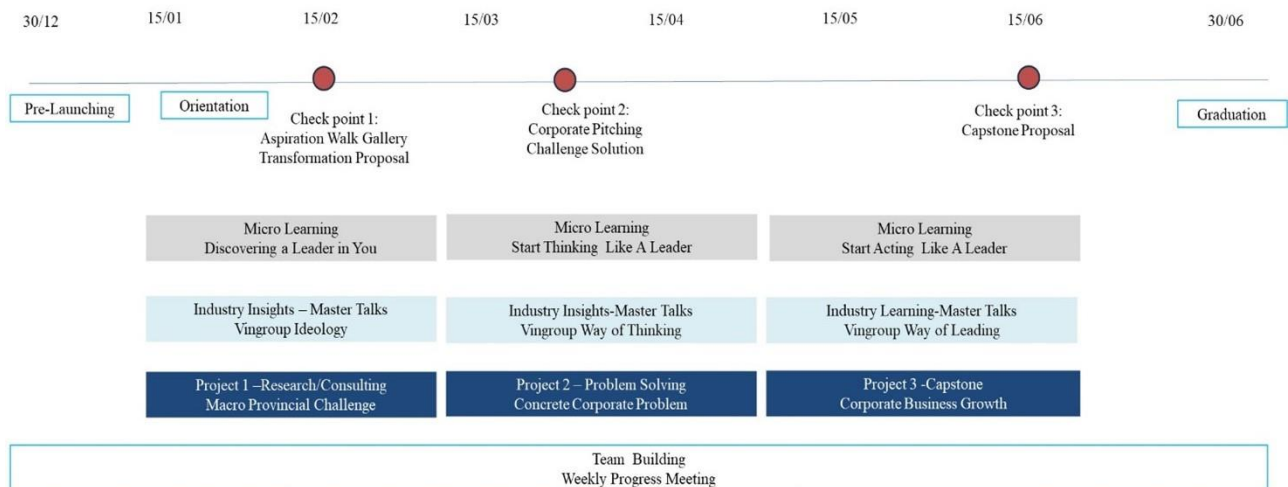 30/12
15/01
15/02
15/03
15/04
15/05
15/06
30/06
Pre-Launching
Orientation
Check point 1:
Aspiration Walk Gallery
Transformation Proposal
Check point 2:
Corporate Pitching
Challenge Solution
Check point 3:
Capstone Proposal
Graduation
Micro Learning
Discovering a Leader in You
Micro Learning
Start Thinking Like A Leader
Micro Learning
Start Acting Like A Leader
Industry Insights – Master Talks
Vingroup Ideology
Industry Insights-Master Talks
Vingroup Way of Thinking
Industry Learning-Master Talks
Vingroup Way of Leading
Project 1 –Research/Consulting
Macro Provincial Challenge
Project 2 – Problem Solving
Concrete Corporate Problem
Project 3 -Capstone
Corporate Business Growth
Team Building
Weekly Progress Meeting